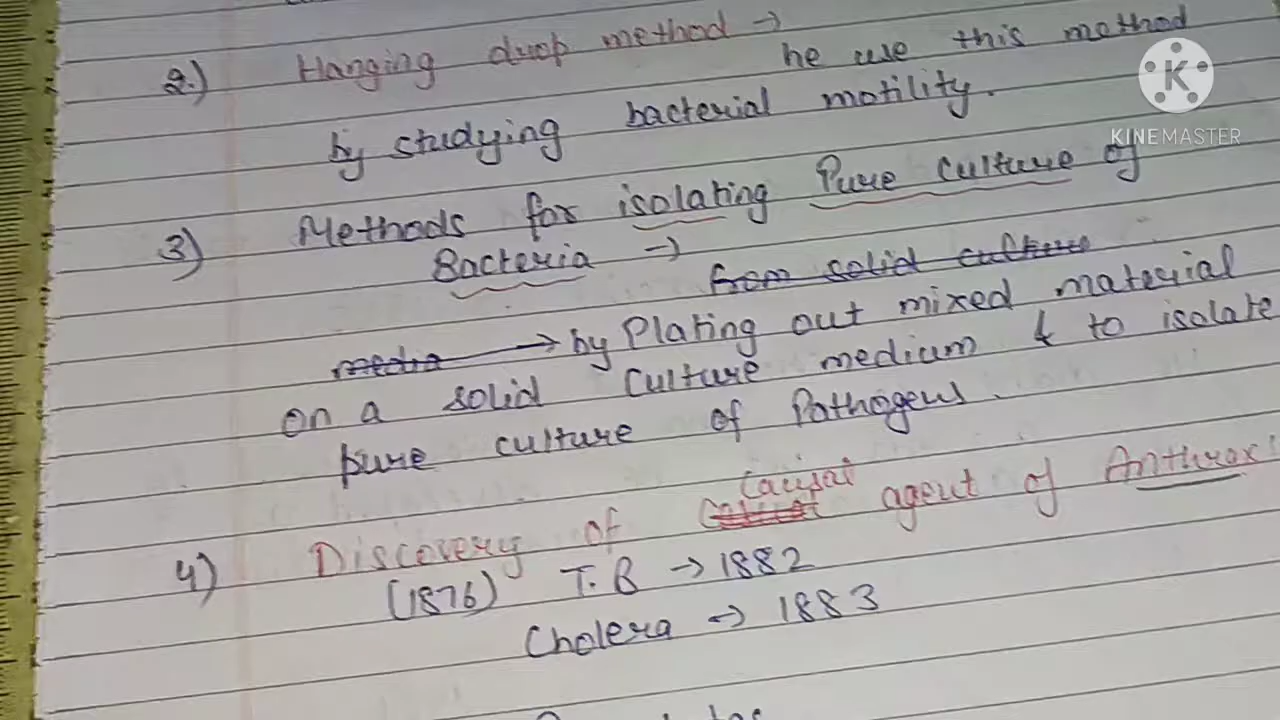 2.) Hanging drop method →
he use this method
by studying bacterial motility.
3) Methods for isolating Pure culture of
Bacteria →
from solid culture
media → by Plating out mixed material
on a solid culture medium & to isolate
pure culture of Pathogens.
Causal
4) Discovery of agent of Anthrax
(1876) T.B → 1882
Cholera → 1883
K
KINEMASTER